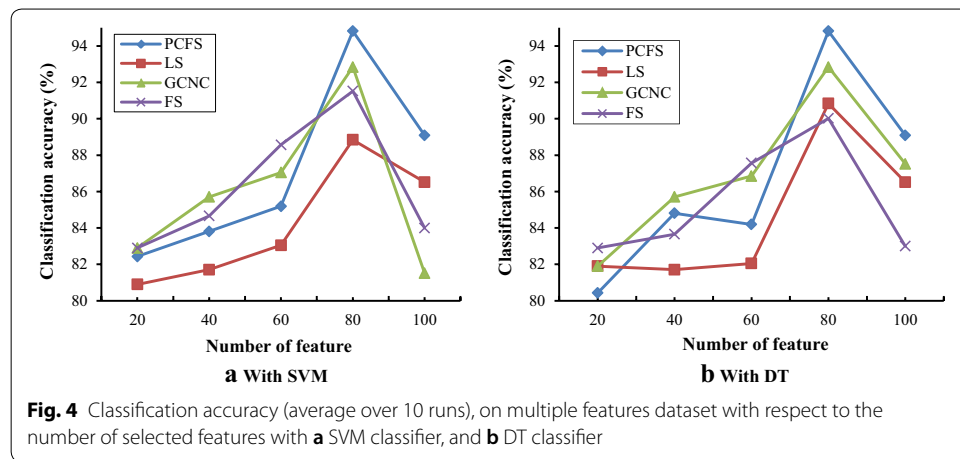 94
92
90
88
86
84
82
80
Classification accuracy (%)
PCFS
LS
GCNC
FS
20 40 60 80 100
Number of feature
a With SVM
94
92
90
88
86
84
82
80
Classification accuracy (%)
PCFS
LS
GCNC
FS
20 40 60 80 100
Number of feature
b With DT
Fig. 4 Classification accuracy (average over 10 runs), on multiple features dataset with respect to the
number of selected features with a SVM classifier, and b DT classifier